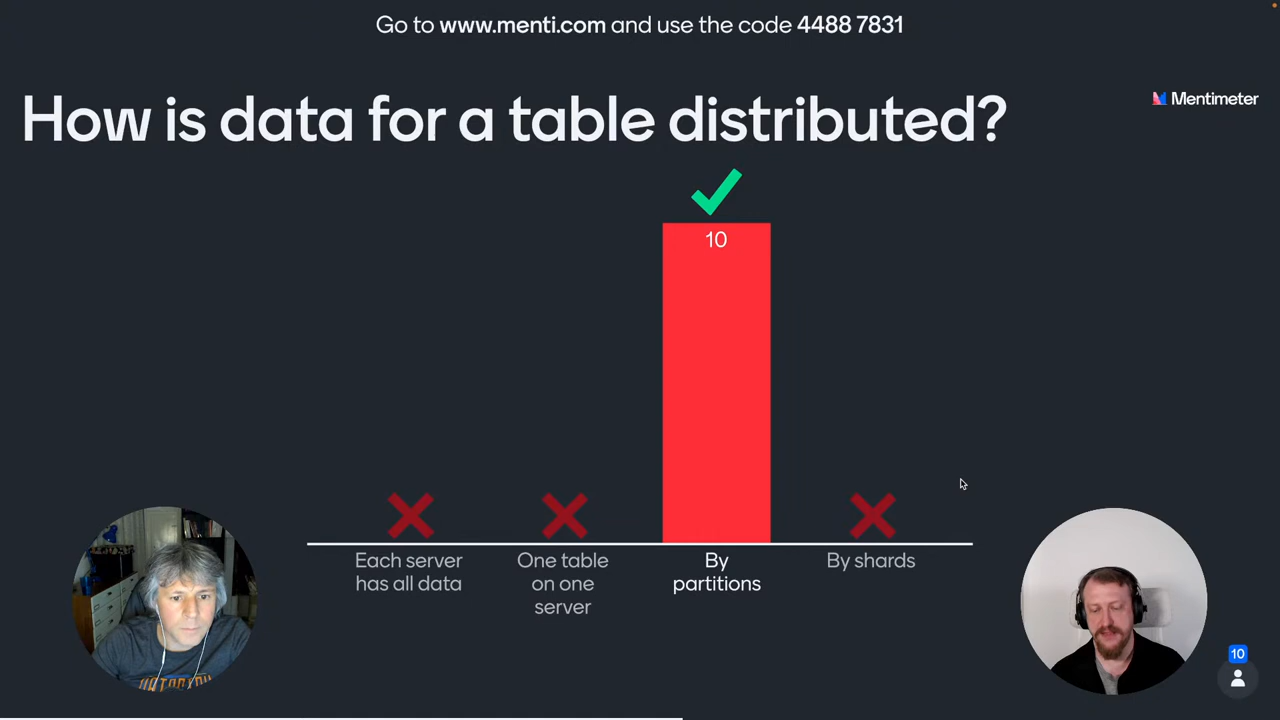 Go to www.menti.com and use the code 4488 7831
How is data for a table distributed?
Mentimeter
10
Each server
has all data
One table
on one
server
By
partitions
By shards
10